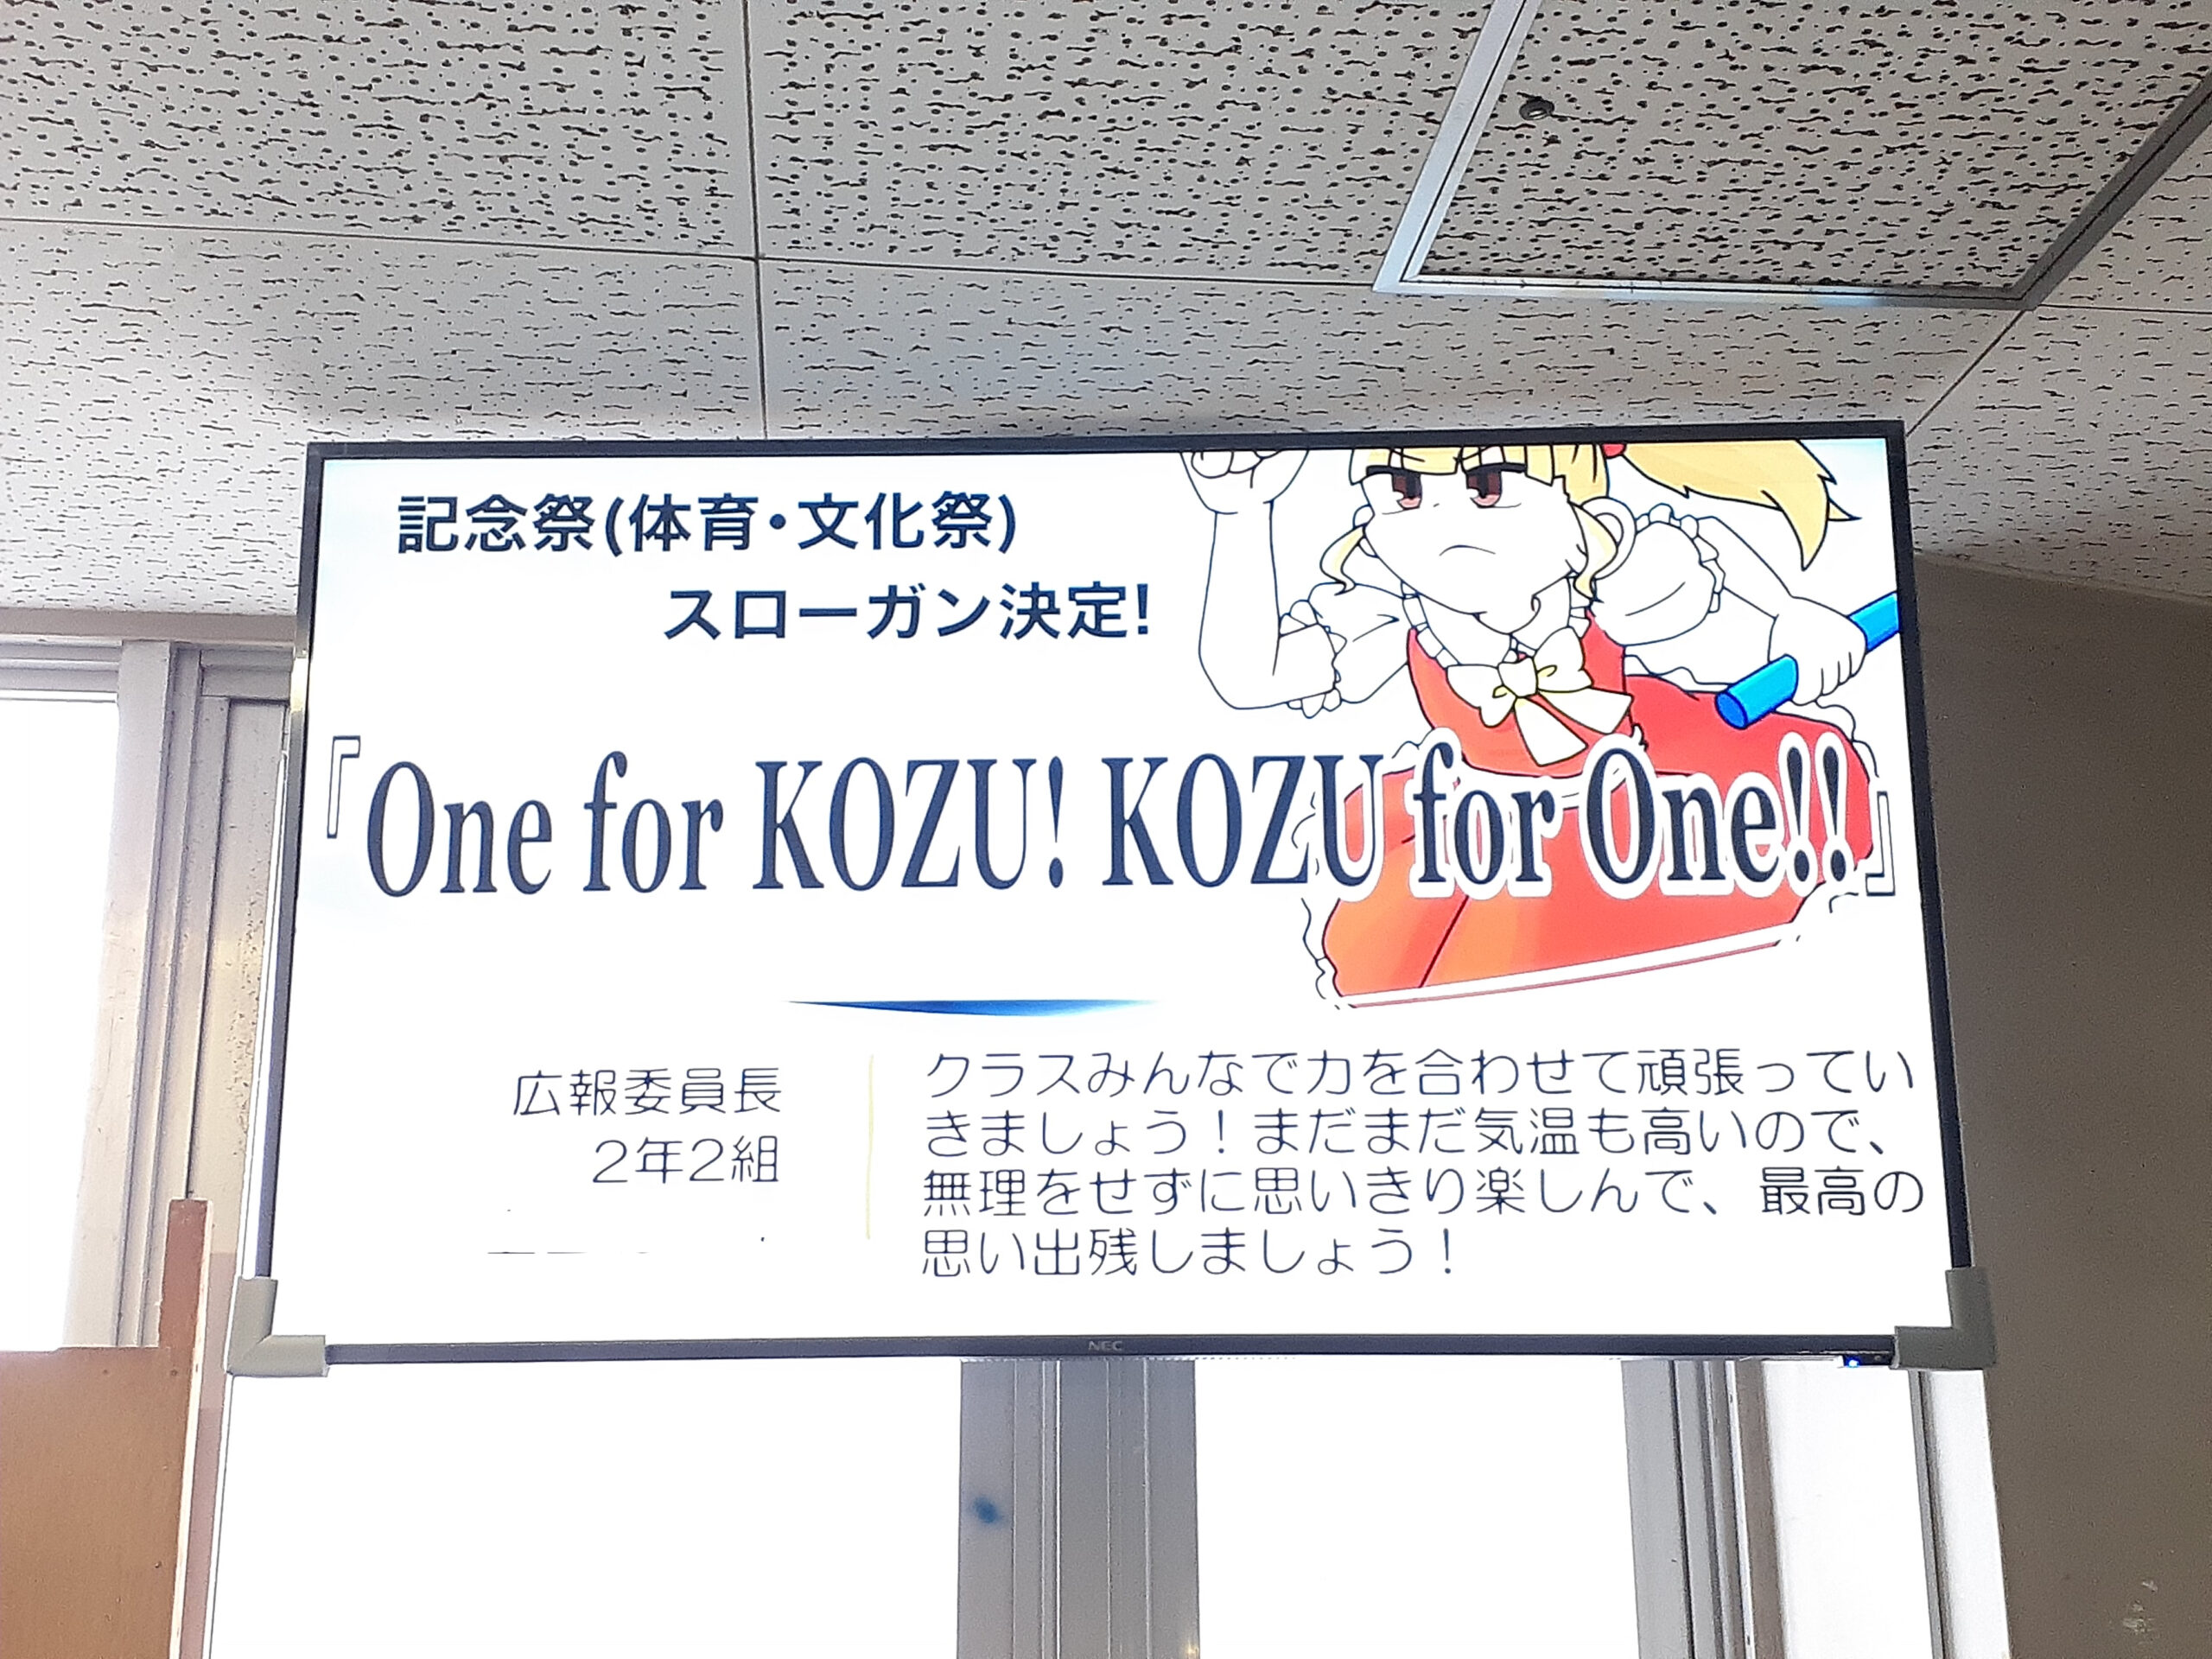 記念祭(体育・文化祭)
スローガン決定!
『One for KOZU! KOZU for One!!』
広報委員長
2年2組
クラスみんなで力を合わせて頑張ってい
きましょう！まだまだ気温も高いので、
無理をせずに思いきり楽しんで、最高の
思い出残しましょう！
NEC